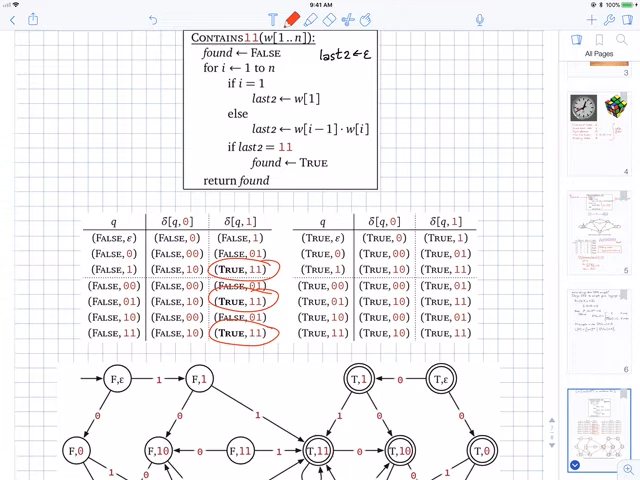 9:41 AM
100%
CONTAINS11(w[1..n]):
found ← FALSE last2 ← ε
for i ← 1 to n
if i = 1
last2 ← w[1]
else
last2 ← w[i−1] · w[i]
if last2 = 11
found ← TRUE
return found
q δ[q,0] δ[q,1] q δ[q,0] δ[q,1]
(FALSE,ε) (FALSE,0) (FALSE,1) (TRUE,ε) (TRUE,0) (TRUE,1)
(FALSE,0) (FALSE,00) (FALSE,01) (TRUE,0) (TRUE,00) (TRUE,01)
(FALSE,1) (FALSE,10) (TRUE,11) (TRUE,1) (TRUE,10) (TRUE,11)
(FALSE,00) (FALSE,00) (FALSE,01) (TRUE,00) (TRUE,00) (TRUE,01)
(FALSE,01) (FALSE,10) (TRUE,11) (TRUE,01) (TRUE,10) (TRUE,11)
(FALSE,10) (FALSE,00) (FALSE,01) (TRUE,10) (TRUE,00) (TRUE,01)
(FALSE,11) (FALSE,10) (TRUE,11) (TRUE,11) (TRUE,10) (TRUE,11)
F,ε 1 F,1 T,1 0 T,ε
0 0 1 1 0 0
F,0 F,10 0 F,11 1 T,11 0 T,10 T,0
1 0 1
All Pages
3
4
5
6